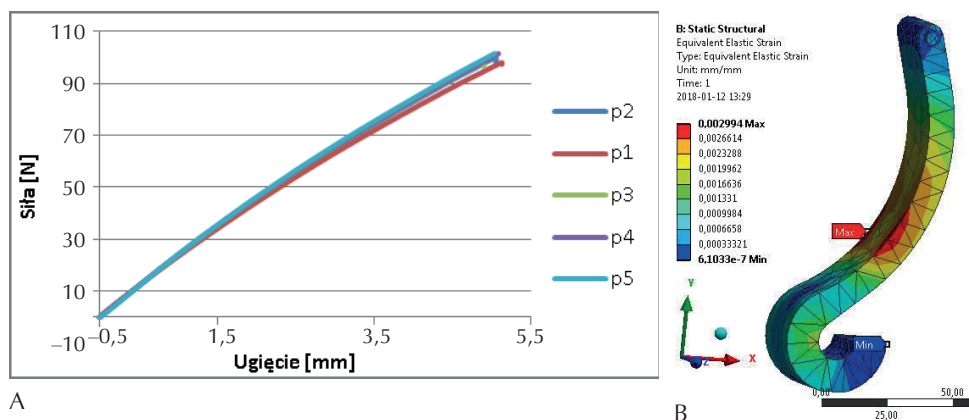 Siła [N]
110
90
70
50
30
10
−10
−0,5
1,5
3,5
5,5
Ugięcie [mm]
p2
p1
p3
p4
p5
A
B: Static Structural
Equivalent Elastic Strain
Type: Equivalent Elastic Strain
Unit: mm/mm
Time: 1
2018-01-12 13:29
0,002994 Max
0,0026614
0,0023288
0,0019962
0,0016636
0,001331
0,0009984
0,0006658
0,00033321
6,1033e-7 Min
Max
Min
Y
X
Z
0,00
50,00
25,00
B